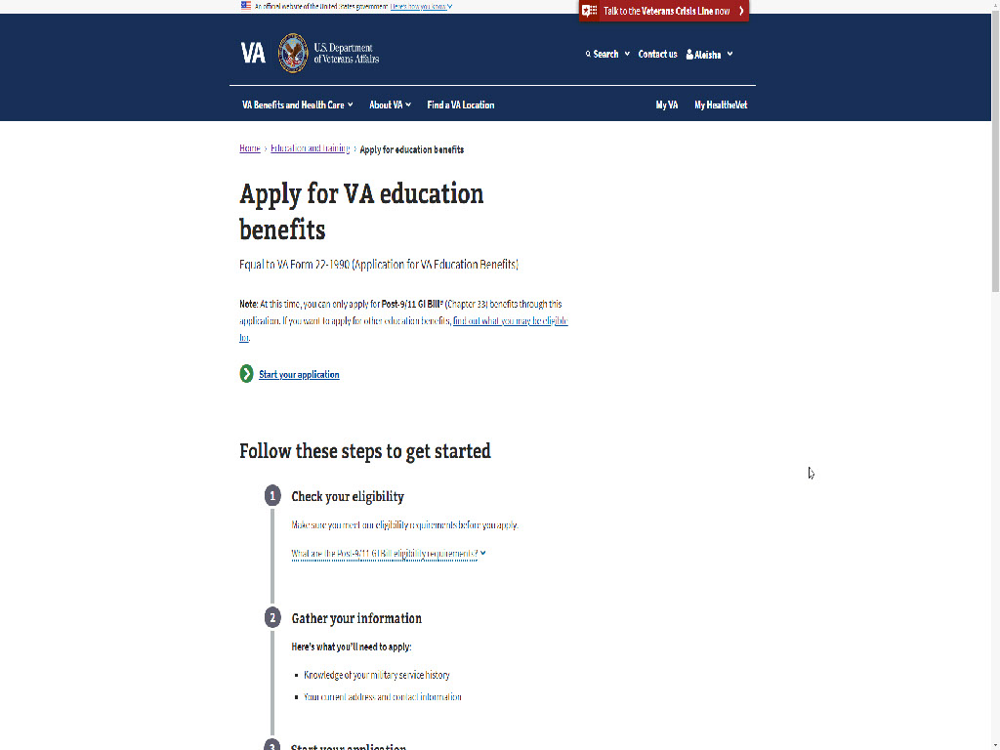 An official website of the United States government Here's how you know
Talk to the Veterans Crisis Line now
VA
U.S. Department
of Veterans Affairs
Search
Contact us
Aleisha
VA Benefits and Health Care
About VA
Find a VA Location
My VA
My HealtheVet
Home › Education and training › Apply for education benefits
Apply for VA education
benefits
Equal to VA Form 22-1990 (Application for VA Education Benefits)
Note: At this time, you can only apply for Post-9/11 GI Bill® (Chapter 33) benefits through this
application. If you want to apply for other education benefits, find out what you may be eligible
for.
Start your application
Follow these steps to get started
1 Check your eligibility
Make sure you meet our eligibility requirements before you apply.
What are the Post-9/11 GI Bill eligibility requirements?
2 Gather your information
Here's what you'll need to apply:
Knowledge of your military service history
Your current address and contact information
3 Start your application